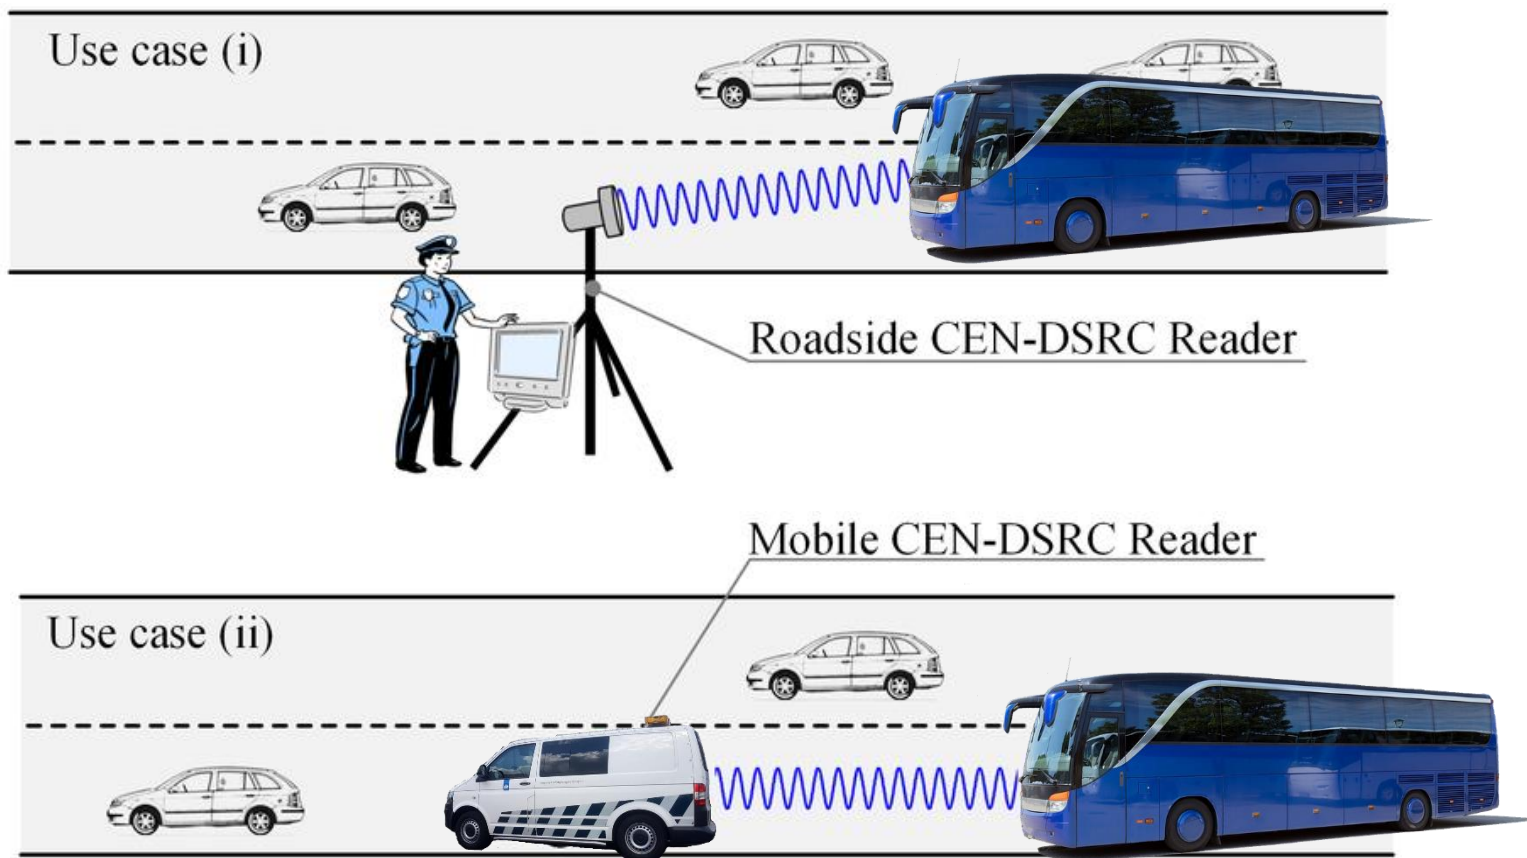 Use case (i)
Roadside CEN-DSRC Reader
Mobile CEN-DSRC Reader
Use case (ii)